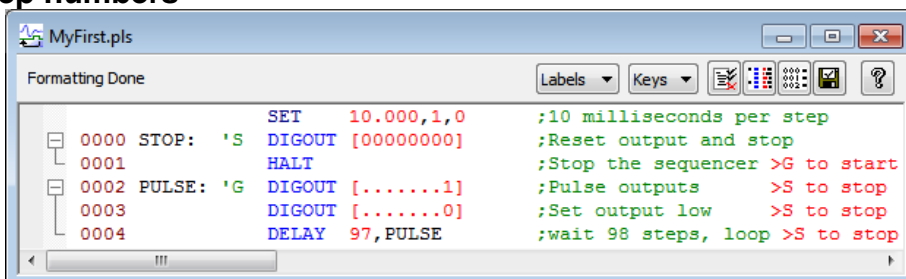 op numbers
MyFirst.pls
Formatting Done Labels Keys
SET 10.000,1,0 ;10 milliseconds per step
0000 STOP: 'S DIGOUT [00000000] ;Reset output and stop
0001 HALT ;Stop the sequencer >G to start
0002 PULSE: 'G DIGOUT [.......1] ;Pulse outputs >S to stop
0003 DIGOUT [.......0] ;Set output low >S to stop
0004 DELAY 97,PULSE ;wait 98 steps, loop >S to stop